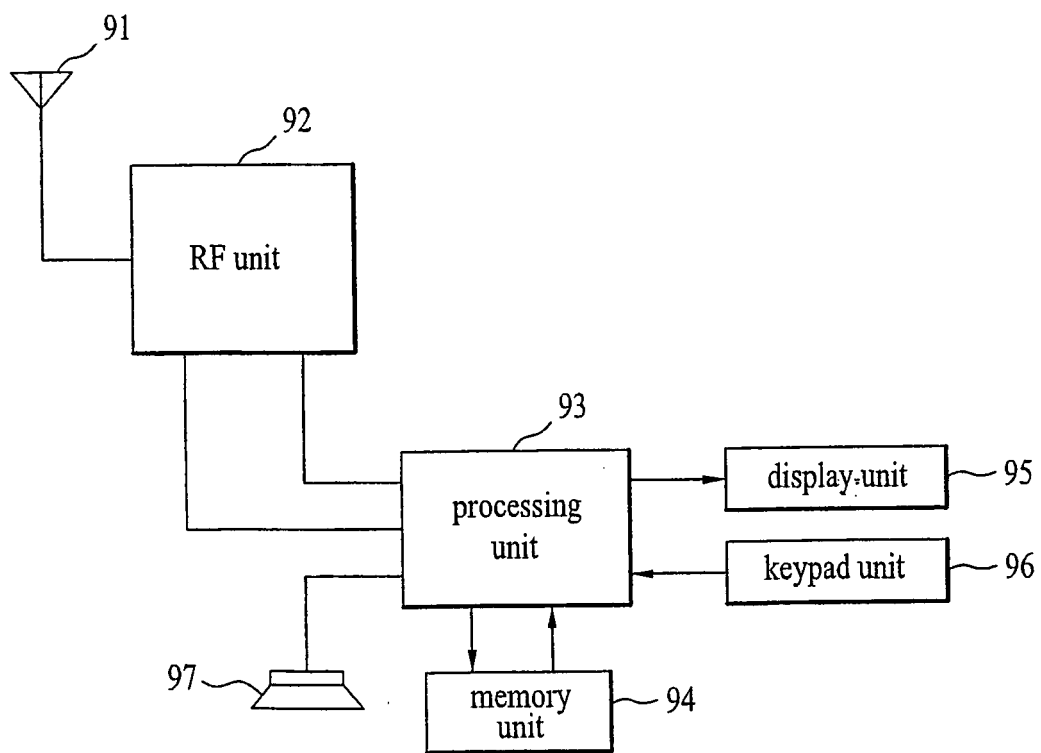 91
92
RF unit
93
processing
unit
display unit
95
keypad unit
96
97
memory
unit
94